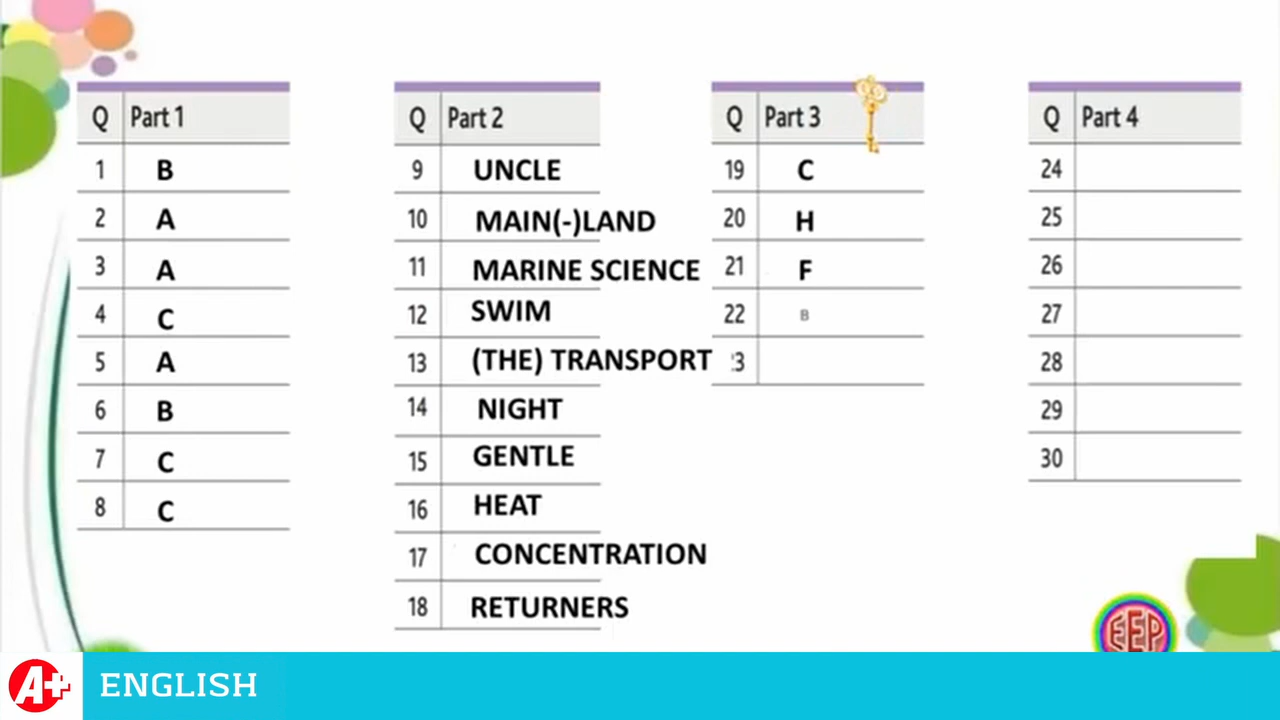 Q Part 1
1 B
2 A
3 A
4 C
5 A
6 B
7 C
8 C
Q Part 2
9 UNCLE
10 MAIN(-)LAND
11 MARINE SCIENCE
12 SWIM
13 (THE) TRANSPORT
14 NIGHT
15 GENTLE
16 HEAT
17 CONCENTRATION
18 RETURNERS
Q Part 3
19 C
20 H
21 F
22 B
3
Q Part 4
24
25
26
27
28
29
30
EEP
A+ ENGLISH